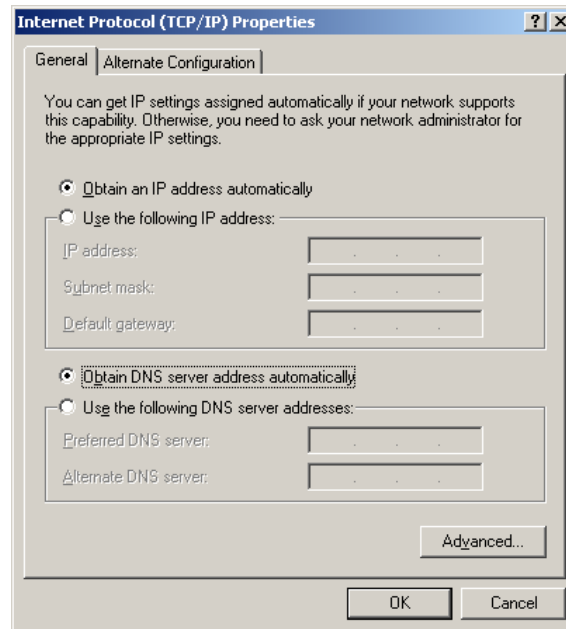 Internet Protocol (TCP/IP) Properties
General
Alternate Configuration
You can get IP settings assigned automatically if your network supports
this capability. Otherwise, you need to ask your network administrator for
the appropriate IP settings.
Obtain an IP address automatically
Use the following IP address:
IP address:
Subnet mask:
Default gateway:
Obtain DNS server address automatically
Use the following DNS server addresses:
Preferred DNS server:
Alternate DNS server:
Advanced...
OK
Cancel